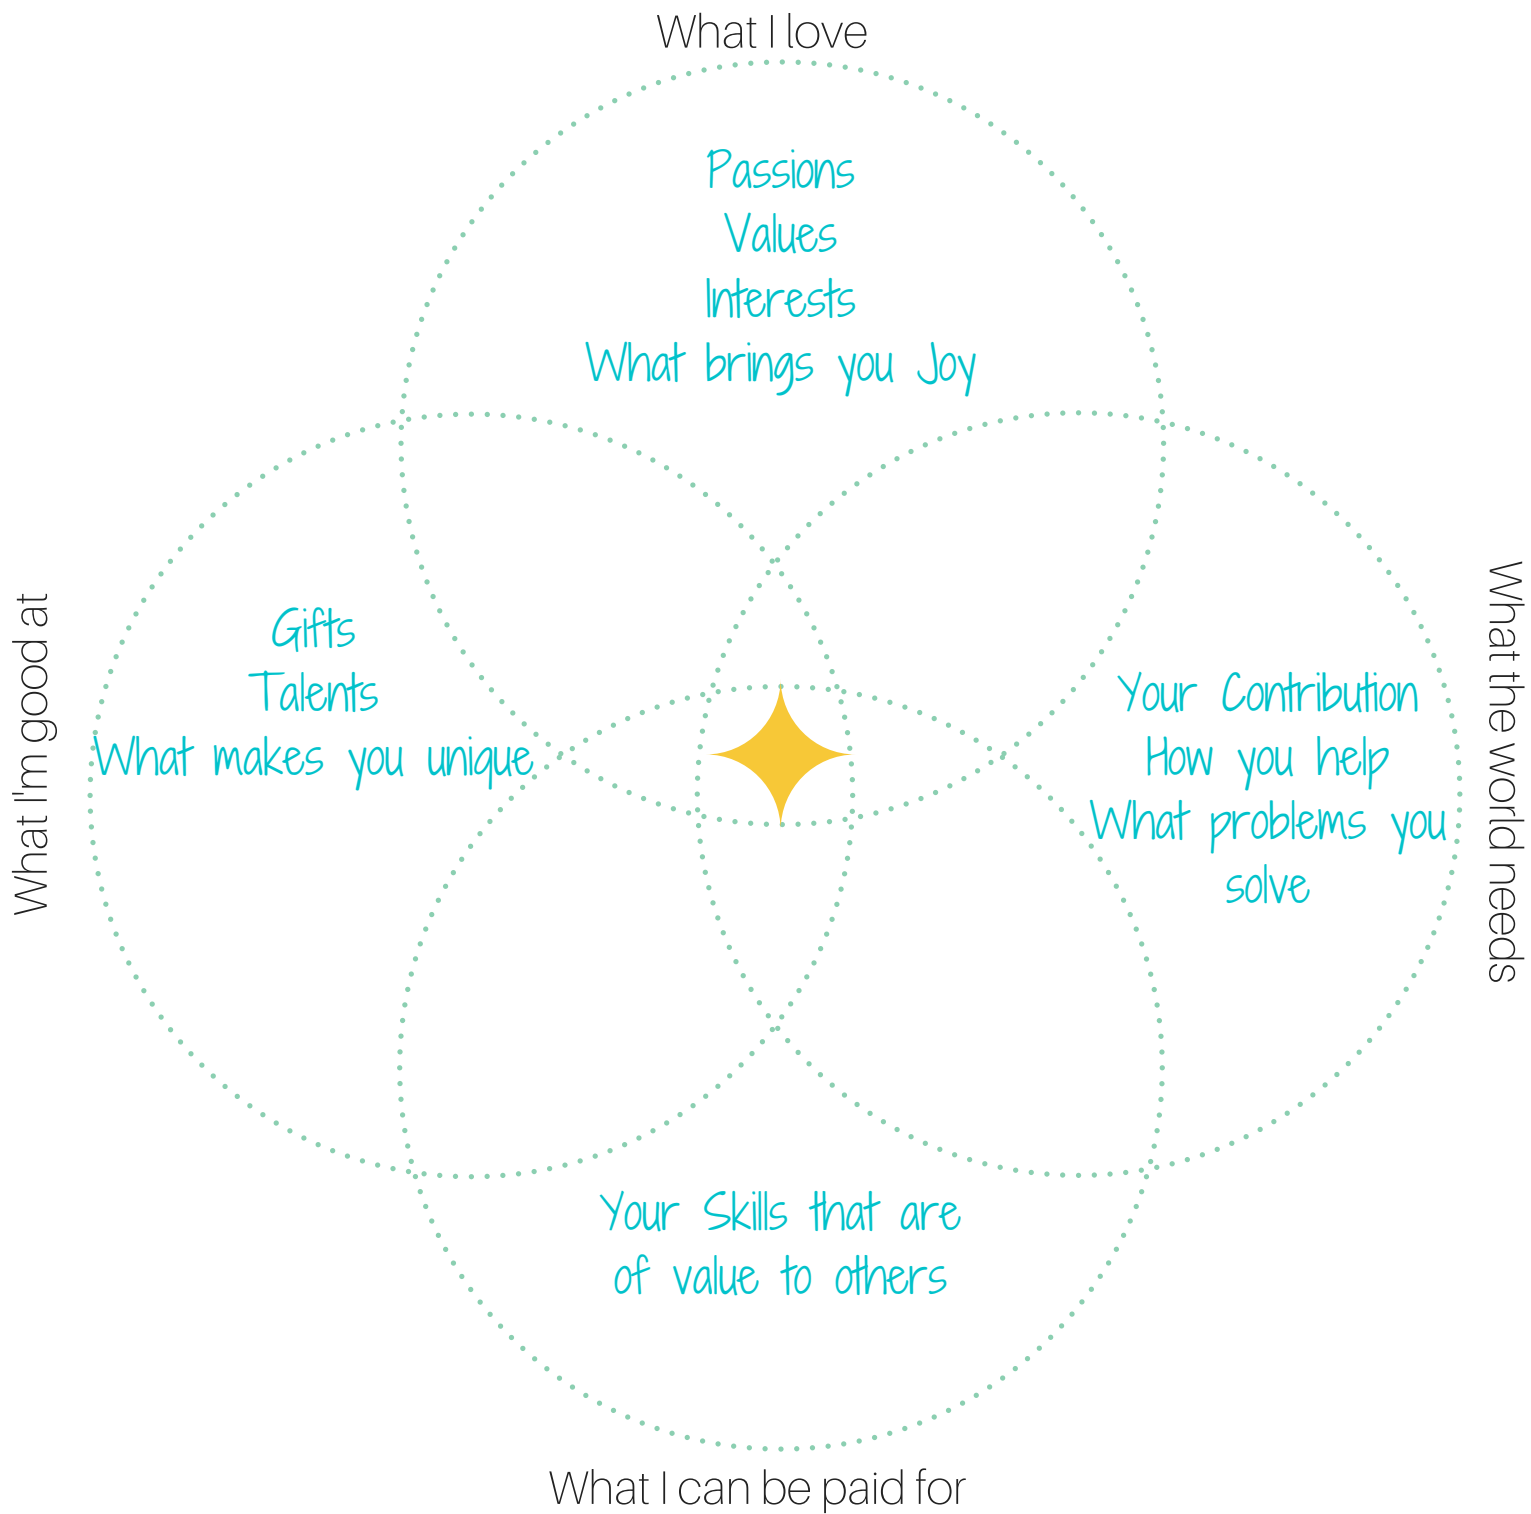 What I love
Passions
Values
Interests
What brings you Joy
What I'm good at
Gifts
Talents
What makes you unique
Your Contribution
How you help
What problems you
solve
What the world needs
Your Skills that are
of value to others
What I can be paid for